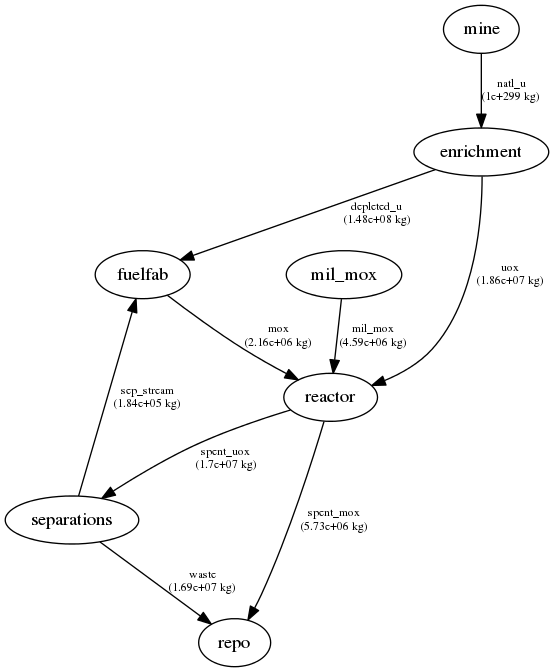 mine
natl_u
(1e+299 kg)
enrichment
depleted_u
(1.48e+08 kg)
uox
(1.86e+07 kg)
fuelfab
mil_mox
mox
(2.16e+06 kg)
mil_mox
(4.59e+06 kg)
reactor
sep_stream
(1.84e+05 kg)
spent_uox
(1.7e+07 kg)
spent_mox
(5.73e+06 kg)
separations
waste
(1.69e+07 kg)
repo